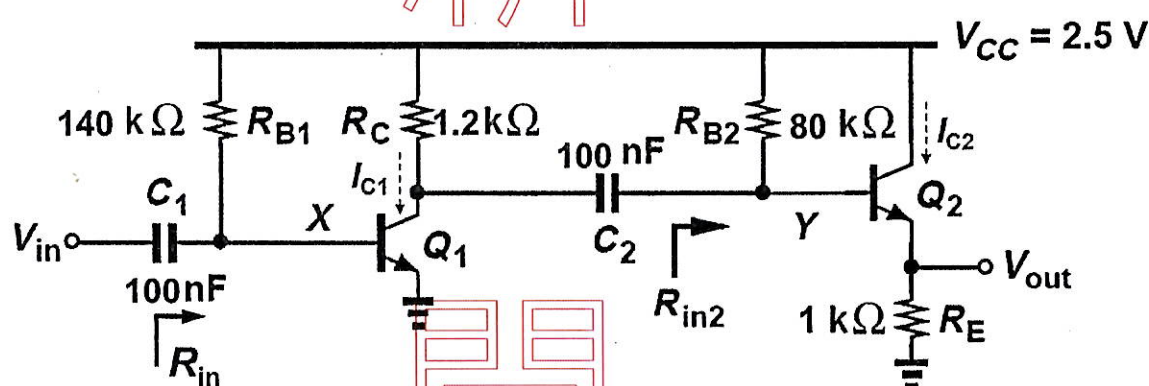 V_CC = 2.5 V
140 kΩ
R_B1
R_C
1.2kΩ
R_B2
80 kΩ
I_C2
100 nF
I_C1
C_1
X
Q_1
C_2
Y
Q_2
V_in
100nF
V_out
R_in
R_in2
1 kΩ
R_E